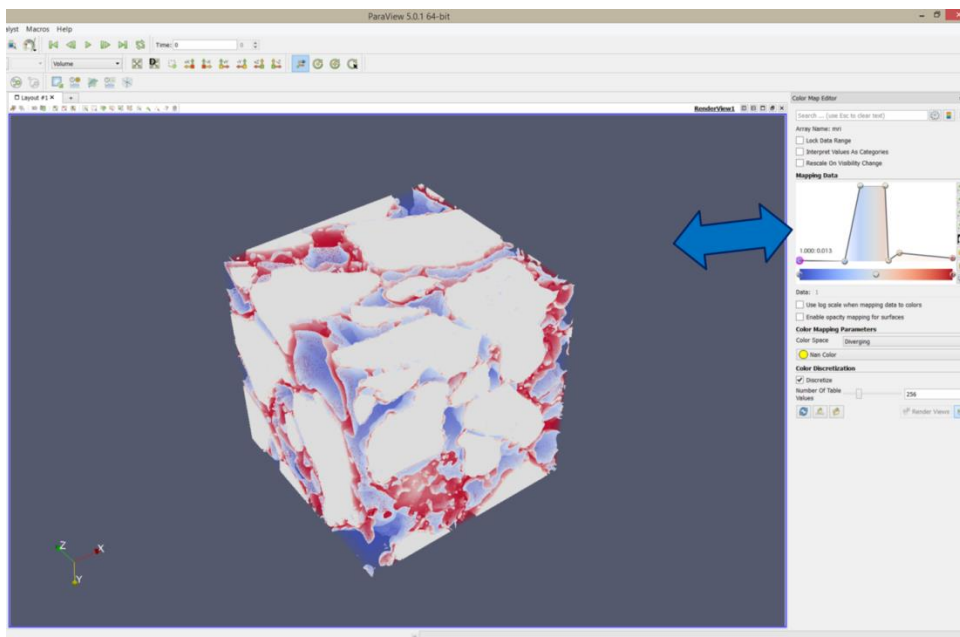 ParaView 5.0.1 64-bit
alyst Macros Help
Time: 0 0
Volume
Layout #1
RenderView1
Color Map Editor
Search ... (use Esc to clear text)
Array Name: mri
Lock Data Range
Interpret Values As Categories
Rescale On Visibility Change
Mapping Data
1.000: 0.013
Data:
Use log scale when mapping data to colors
Enable opacity mapping for surfaces
Color Mapping Parameters
Color Space Diverging
Nan Color
Color Discretization
Discretize
Number Of Table
Values 256
Render Views
Z
X
Y